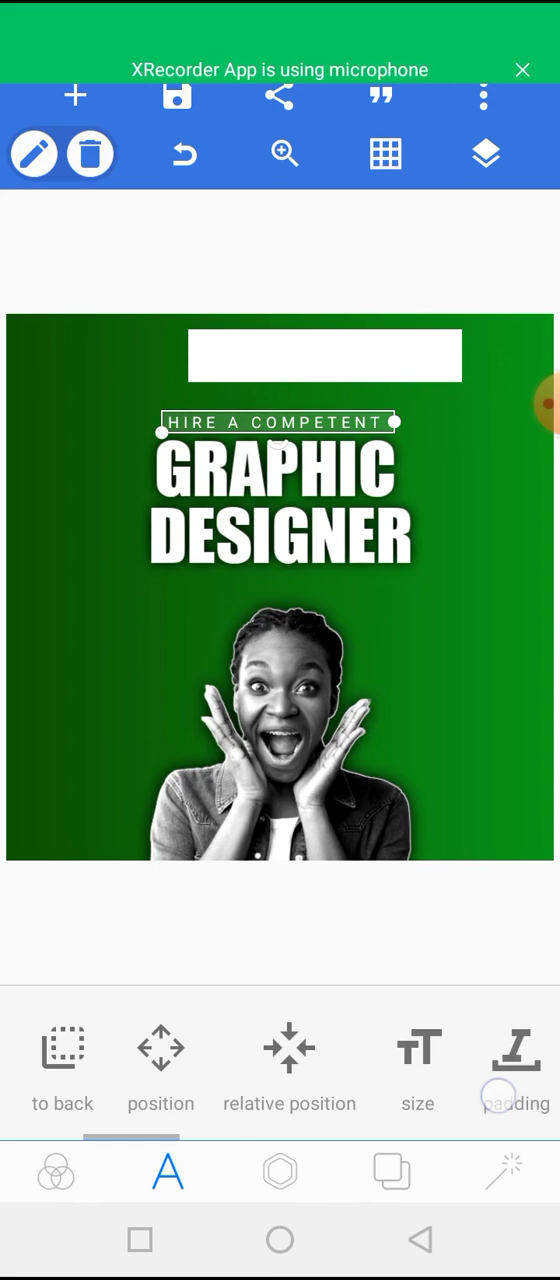 XRecorder App is using microphone
HIRE A COMPETENT
GRAPHIC
DESIGNER
to back
position
relative position
size
padding